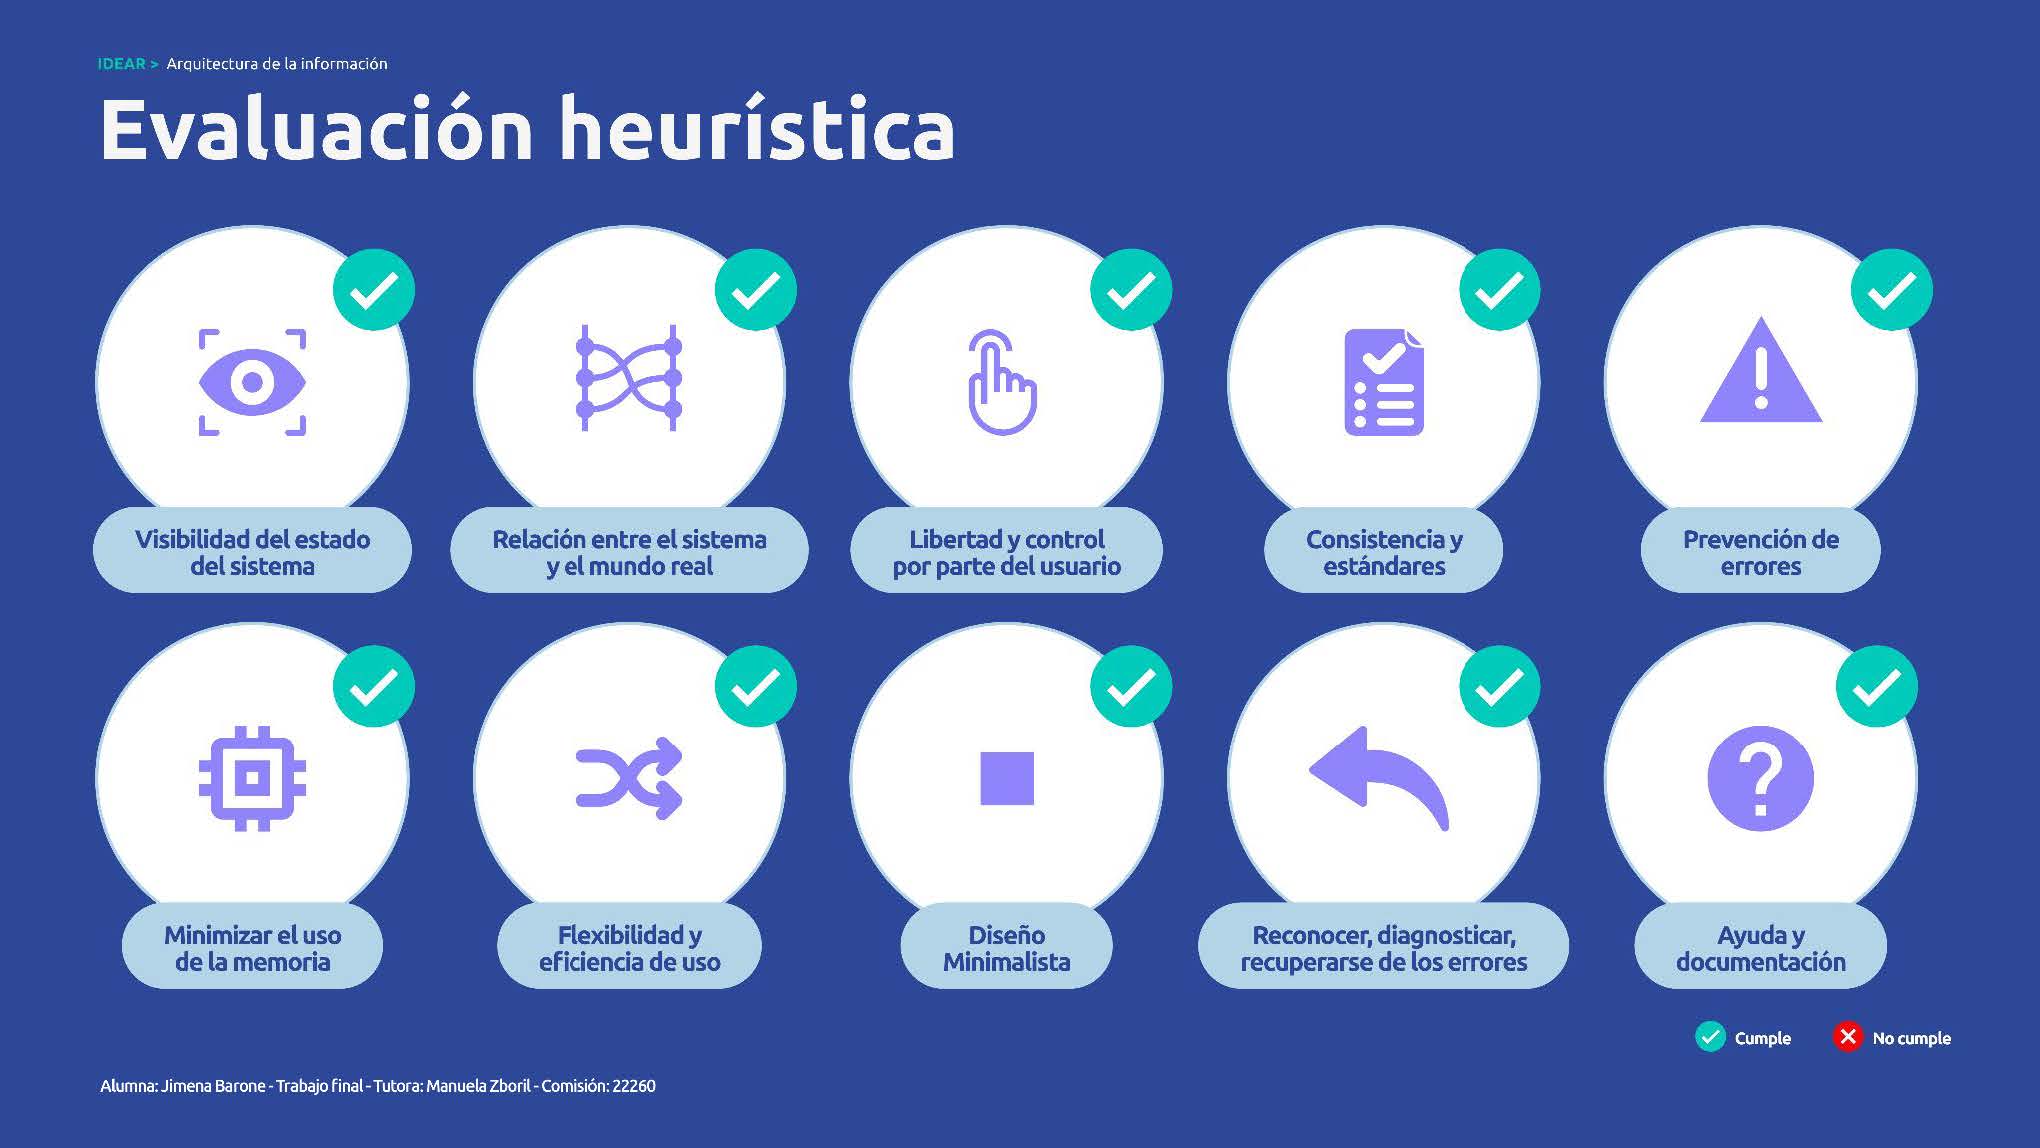 IDEAR > Arquitectura de la información
Evaluación heurística
Visibilidad del estado
del sistema
Relación entre el sistema
y el mundo real
Libertad y control
por parte del usuario
Consistencia y
estándares
Prevención de
errores
Minimizar el uso
de la memoria
Flexibilidad y
eficiencia de uso
Diseño
Minimalista
Reconocer, diagnosticar,
recuperarse de los errores
Ayuda y
documentación
Cumple
No cumple
Alumna: Jimena Barone - Trabajo final - Tutora: Manuela Zboril - Comisión: 22260